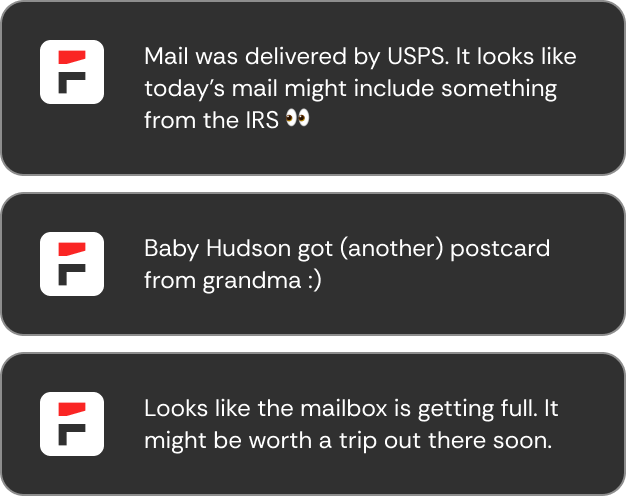 Mail was delivered by USPS. It looks like
today's mail might include something
from the IRS 👀
Baby Hudson got (another) postcard
from grandma :)
Looks like the mailbox is getting full. It
might be worth a trip out there soon.